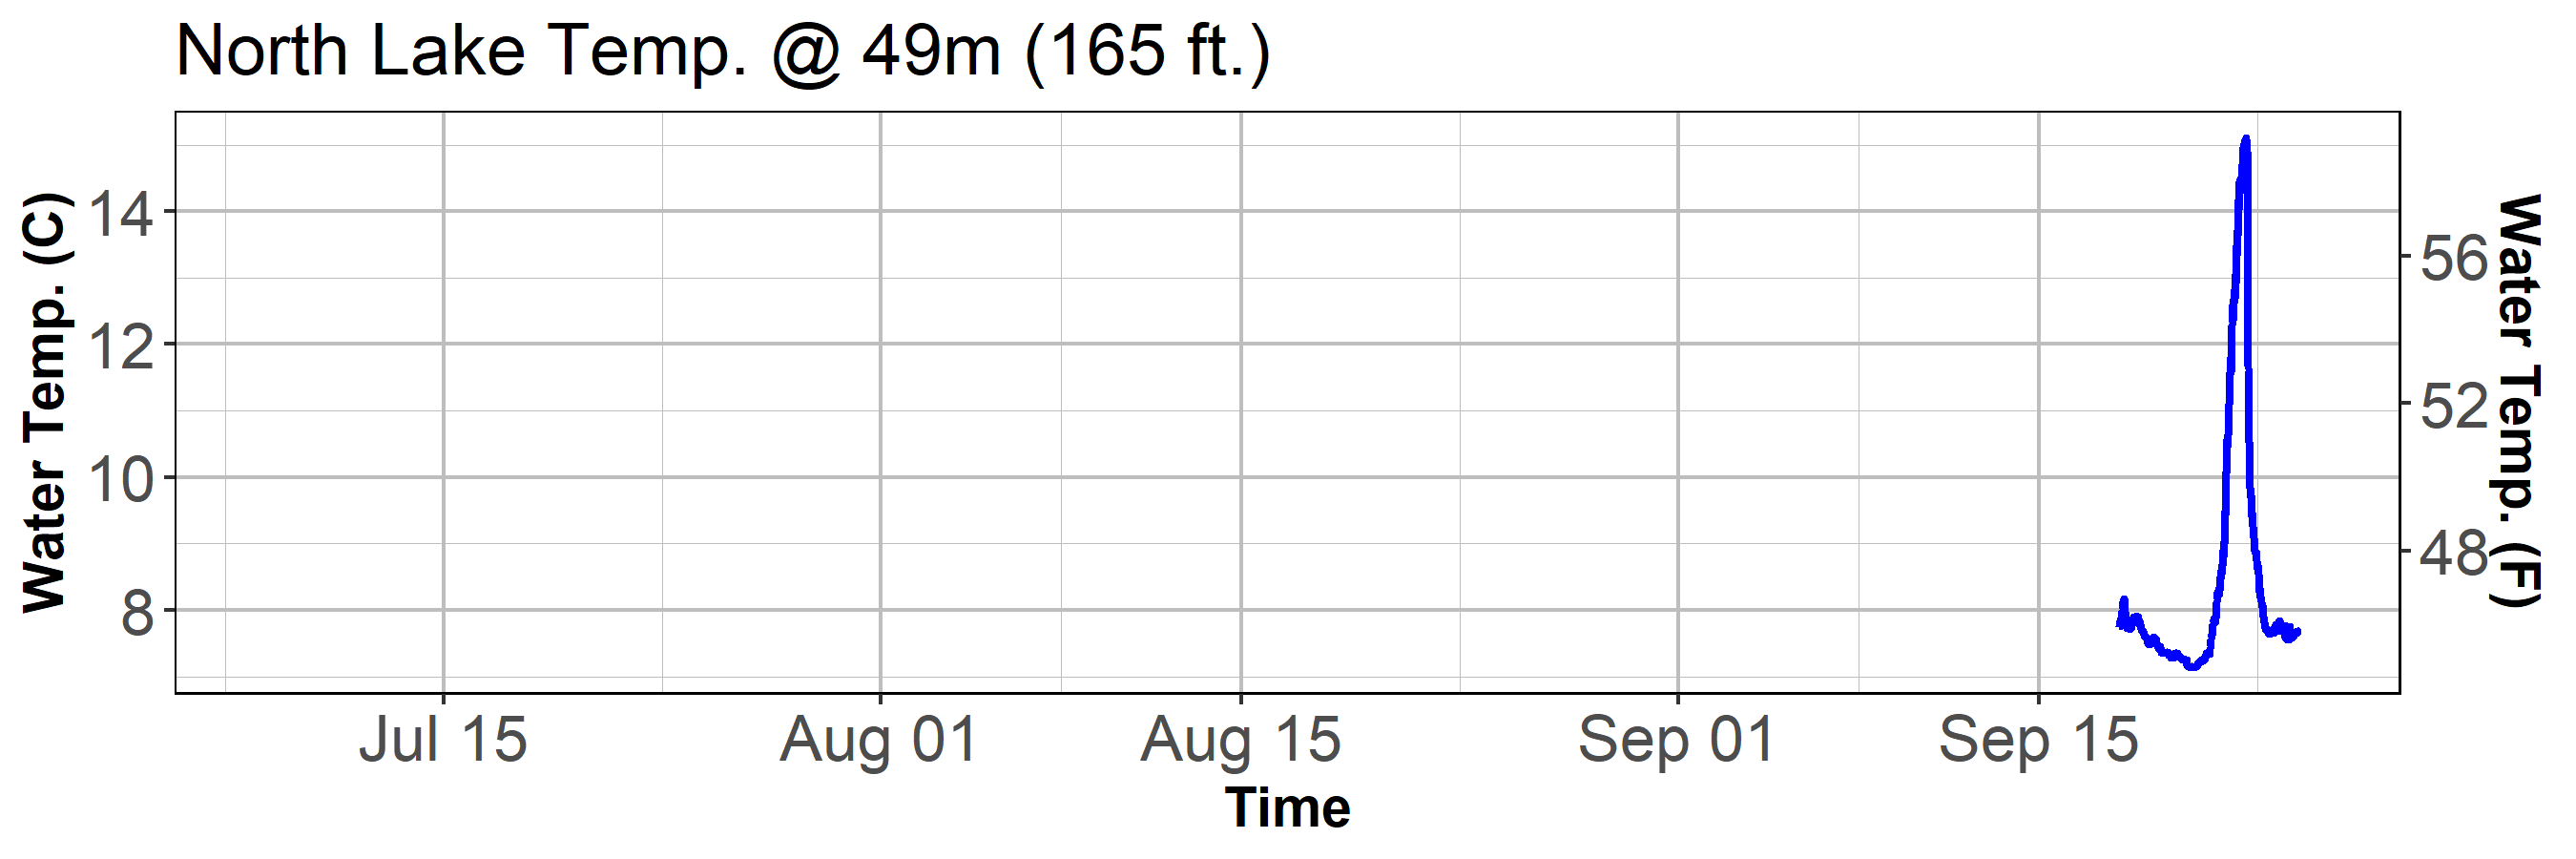 North Lake Temp. @ 49m (165 ft.)
Water Temp. (C)
14
12
10
8
56
52
48
Water Temp. (F)
Jul 15
Aug 01
Aug 15
Sep 01
Sep 15
Time